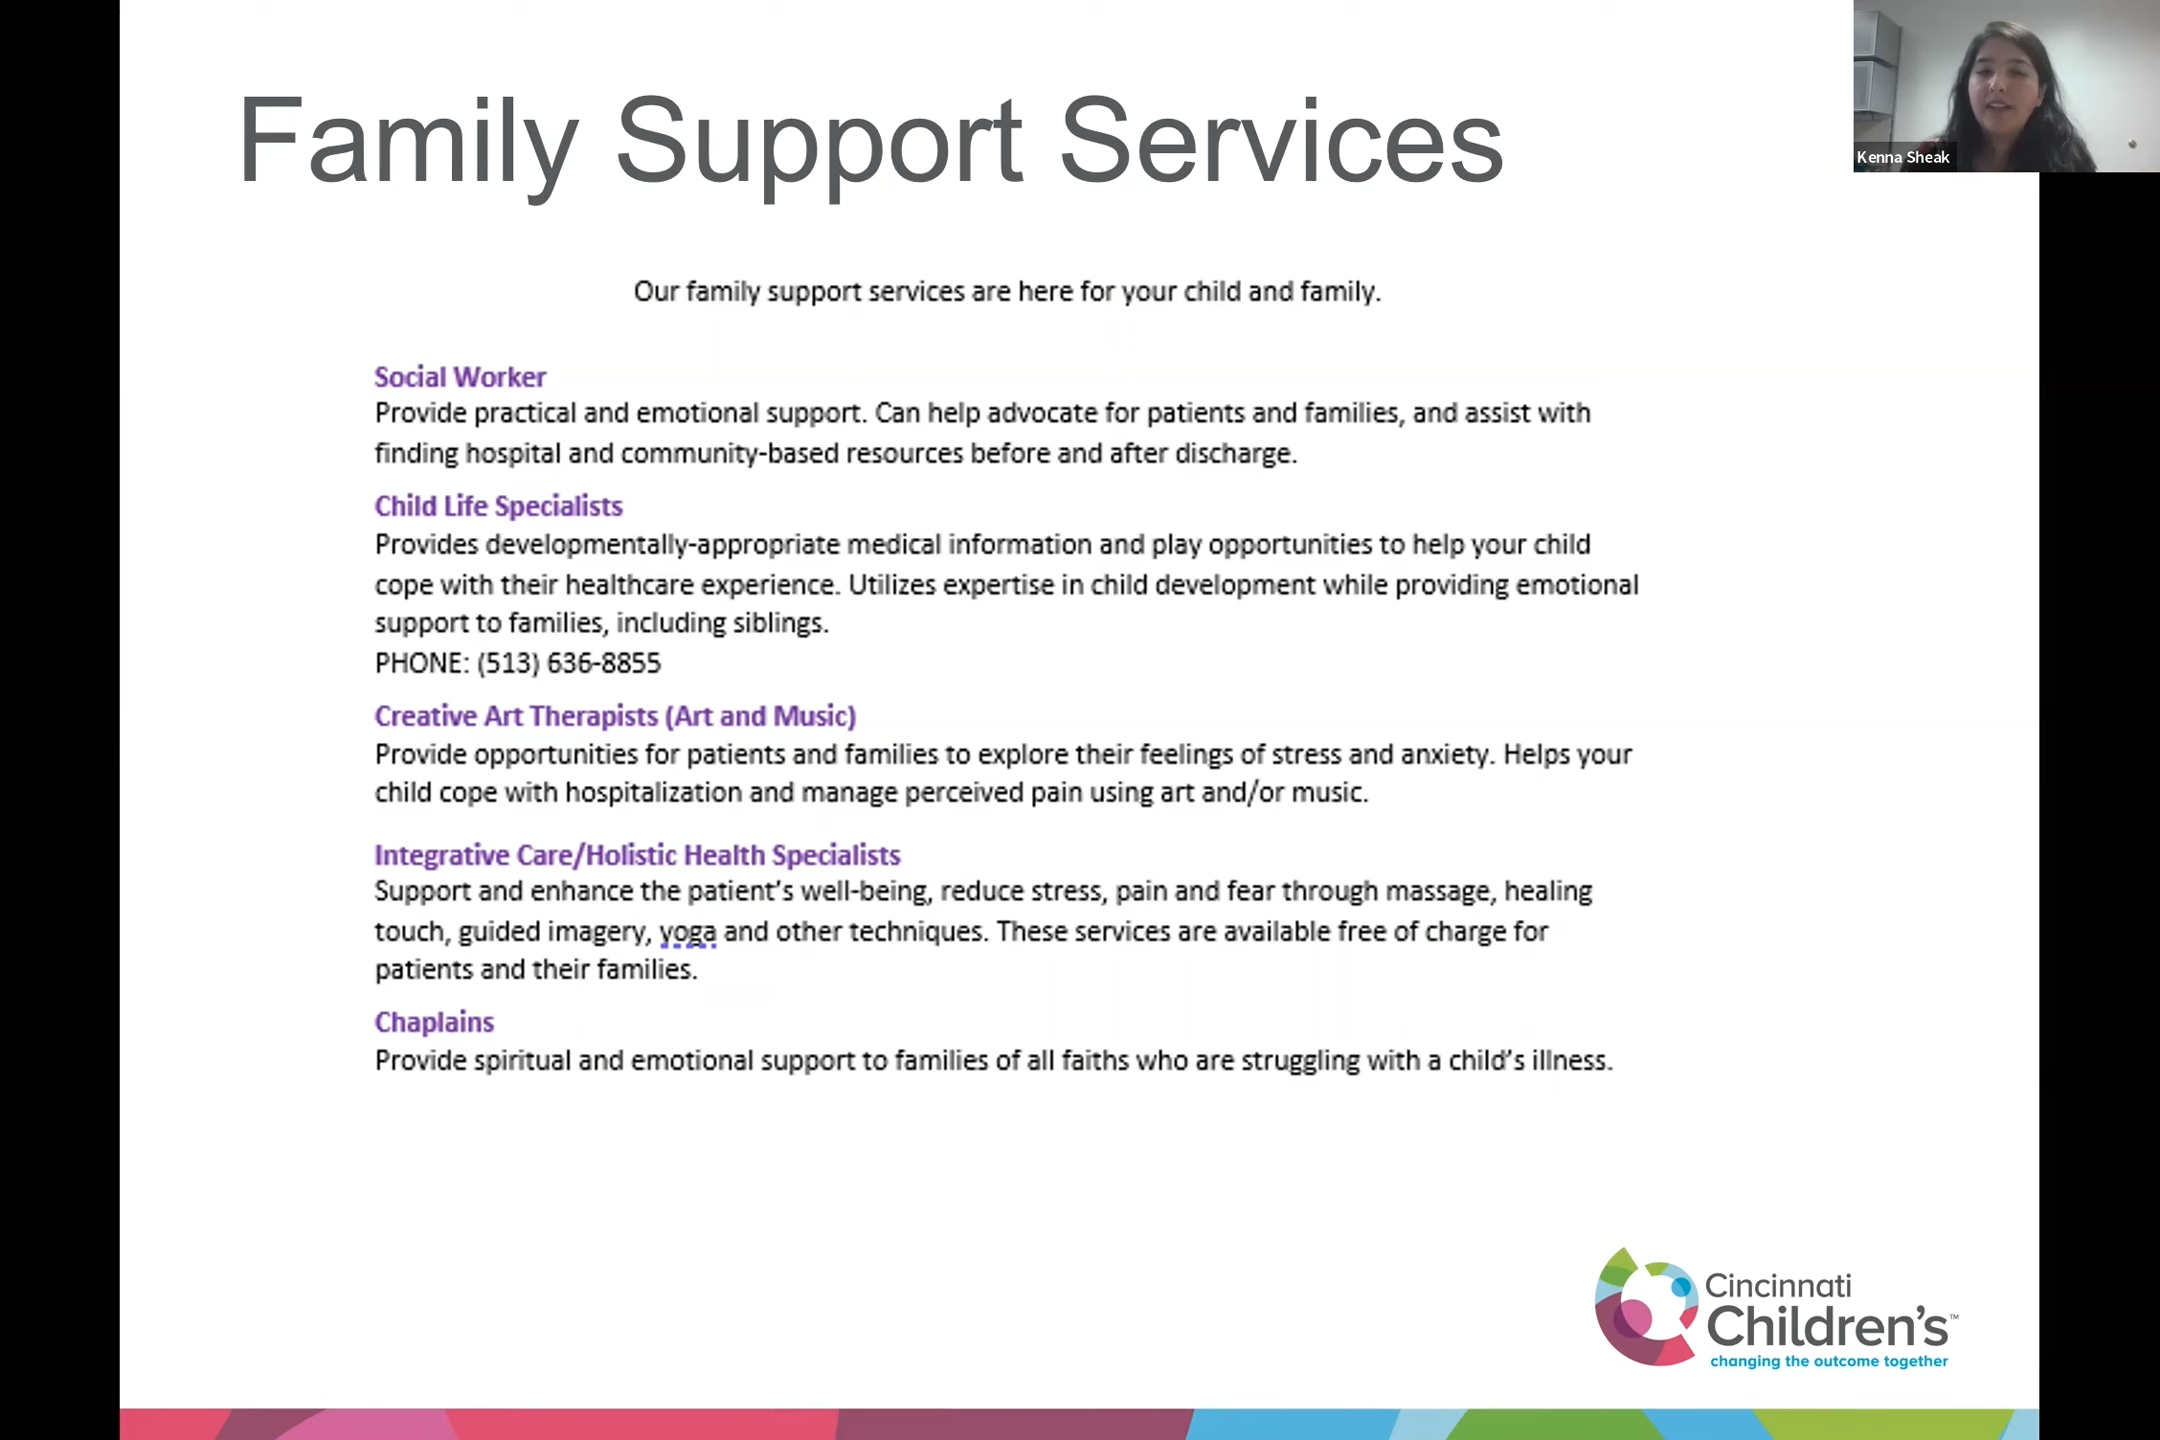 Family Support Services
Kenna Sheak
Our family support services are here for your child and family.
Social Worker
Provide practical and emotional support. Can help advocate for patients and families, and assist with
finding hospital and community-based resources before and after discharge.
Child Life Specialists
Provides developmentally-appropriate medical information and play opportunities to help your child
cope with their healthcare experience. Utilizes expertise in child development while providing emotional
support to families, including siblings.
PHONE: (513) 636-8855
Creative Art Therapists (Art and Music)
Provide opportunities for patients and families to explore their feelings of stress and anxiety. Helps your
child cope with hospitalization and manage perceived pain using art and/or music.
Integrative Care/Holistic Health Specialists
Support and enhance the patient’s well-being, reduce stress, pain and fear through massage, healing
touch, guided imagery, yoga and other techniques. These services are available free of charge for
patients and their families.
Chaplains
Provide spiritual and emotional support to families of all faiths who are struggling with a child’s illness.
Cincinnati
Children’s™
changing the outcome together